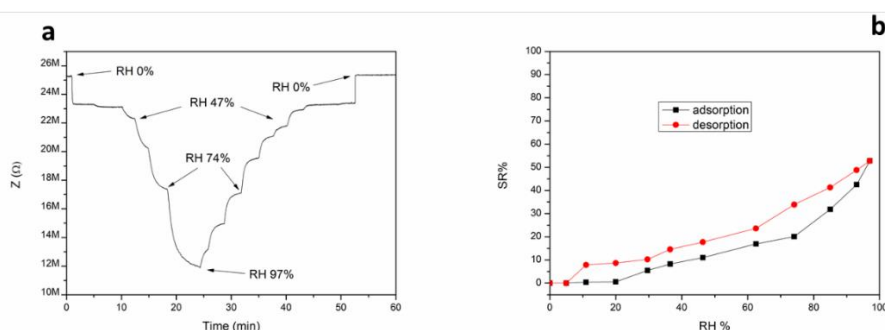 a
26M
24M
22M
20M
18M
16M
14M
12M
10M
Z (Ω)
RH 0%
RH 47%
RH 74%
RH 97%
RH 0%
0 10 20 30 40 50 60
Time (min)
b
100
90
80
70
60
50
40
30
20
10
0
SR%
adsorption
desorption
0 20 40 60 80 100
RH %